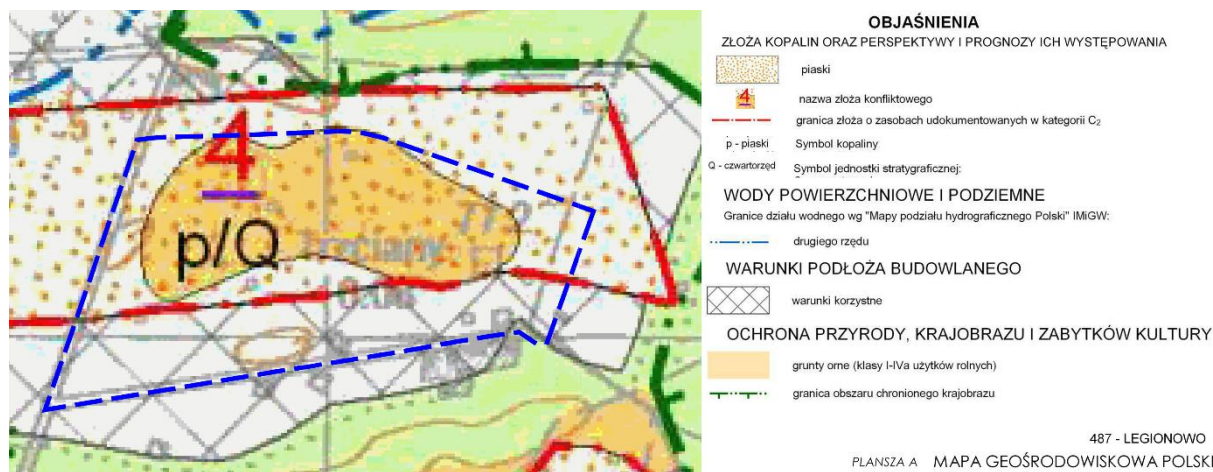 4
p/Q
OBJAŚNIENIA
ZŁOŻA KOPALIN ORAZ PERSPEKTYWY I PROGNOZY ICH WYSTĘPOWANIA
piaski
4 nazwa złoża konfliktowego
granica złoża o zasobach udokumentowanych w kategorii C₂
p - piaski Symbol kopaliny
Q - czwartorzęd Symbol jednostki stratygraficznej:
WODY POWIERZCHNIOWE I PODZIEMNE
Granice działu wodnego wg "Mapy podziału hydrograficznego Polski" IMiGW:
drugiego rzędu
WARUNKI PODŁOŻA BUDOWLANEGO
warunki korzystne
OCHRONA PRZYRODY, KRAJOBRAZU I ZABYTKÓW KULTURY
grunty orne (klasy I-IVa użytków rolnych)
granica obszaru chronionego krajobrazu
487 - LEGIONOWO
PLANSZA A MAPA GEOŚRODOWISKOWA POLSKI